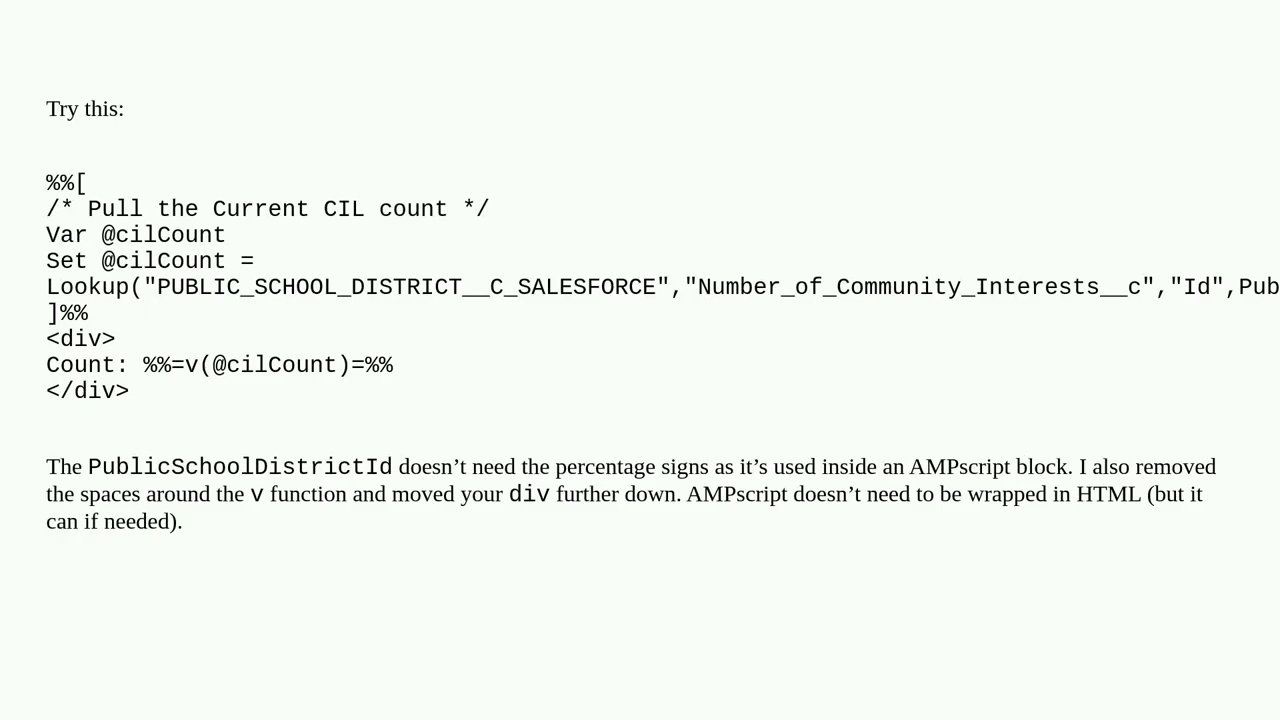 Try this:
%%[
/* Pull the Current CIL count */
Var @cilCount
Set @cilCount =
Lookup("PUBLIC_SCHOOL_DISTRICT__C_SALESFORCE","Number_of_Community_Interests__c","Id",Pub
]%%
<div>
Count: %%=v(@cilCount)=%%
</div>
The PublicSchoolDistrictId doesn’t need the percentage signs as it’s used inside an AMPscript block. I also removed
the spaces around the v function and moved your div further down. AMPscript doesn’t need to be wrapped in HTML (but it
can if needed).